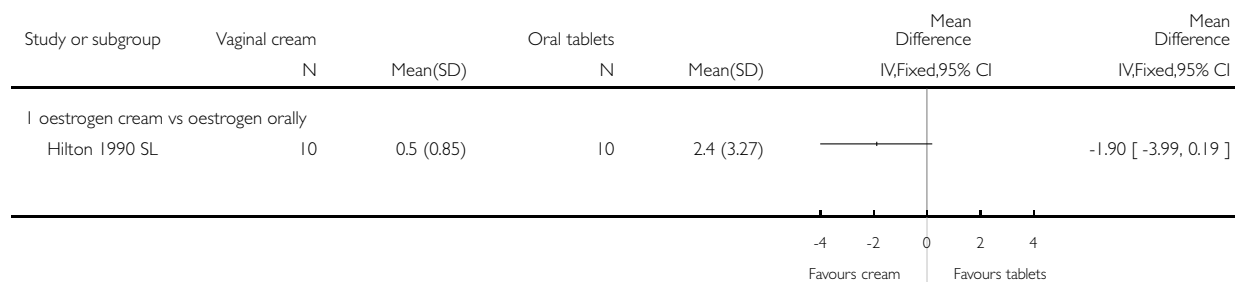 Study or subgroup Vaginal cream Oral tablets Mean Difference Mean Difference
N Mean(SD) N Mean(SD) IV,Fixed,95% CI IV,Fixed,95% CI
1 oestrogen cream vs oestrogen orally
Hilton 1990 SL 10 0.5 (0.85) 10 2.4 (3.27) -1.90 [ -3.99, 0.19 ]
-4 -2 0 2 4
Favours cream Favours tablets